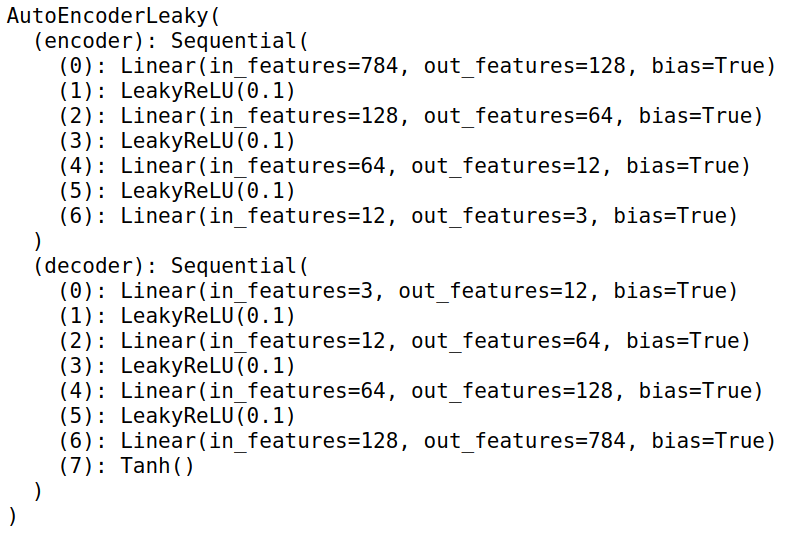 AutoEncoderLeaky(
  (encoder): Sequential(
    (0): Linear(in_features=784, out_features=128, bias=True)
    (1): LeakyReLU(0.1)
    (2): Linear(in_features=128, out_features=64, bias=True)
    (3): LeakyReLU(0.1)
    (4): Linear(in_features=64, out_features=12, bias=True)
    (5): LeakyReLU(0.1)
    (6): Linear(in_features=12, out_features=3, bias=True)
  )
  (decoder): Sequential(
    (0): Linear(in_features=3, out_features=12, bias=True)
    (1): LeakyReLU(0.1)
    (2): Linear(in_features=12, out_features=64, bias=True)
    (3): LeakyReLU(0.1)
    (4): Linear(in_features=64, out_features=128, bias=True)
    (5): LeakyReLU(0.1)
    (6): Linear(in_features=128, out_features=784, bias=True)
    (7): Tanh()
  )
)